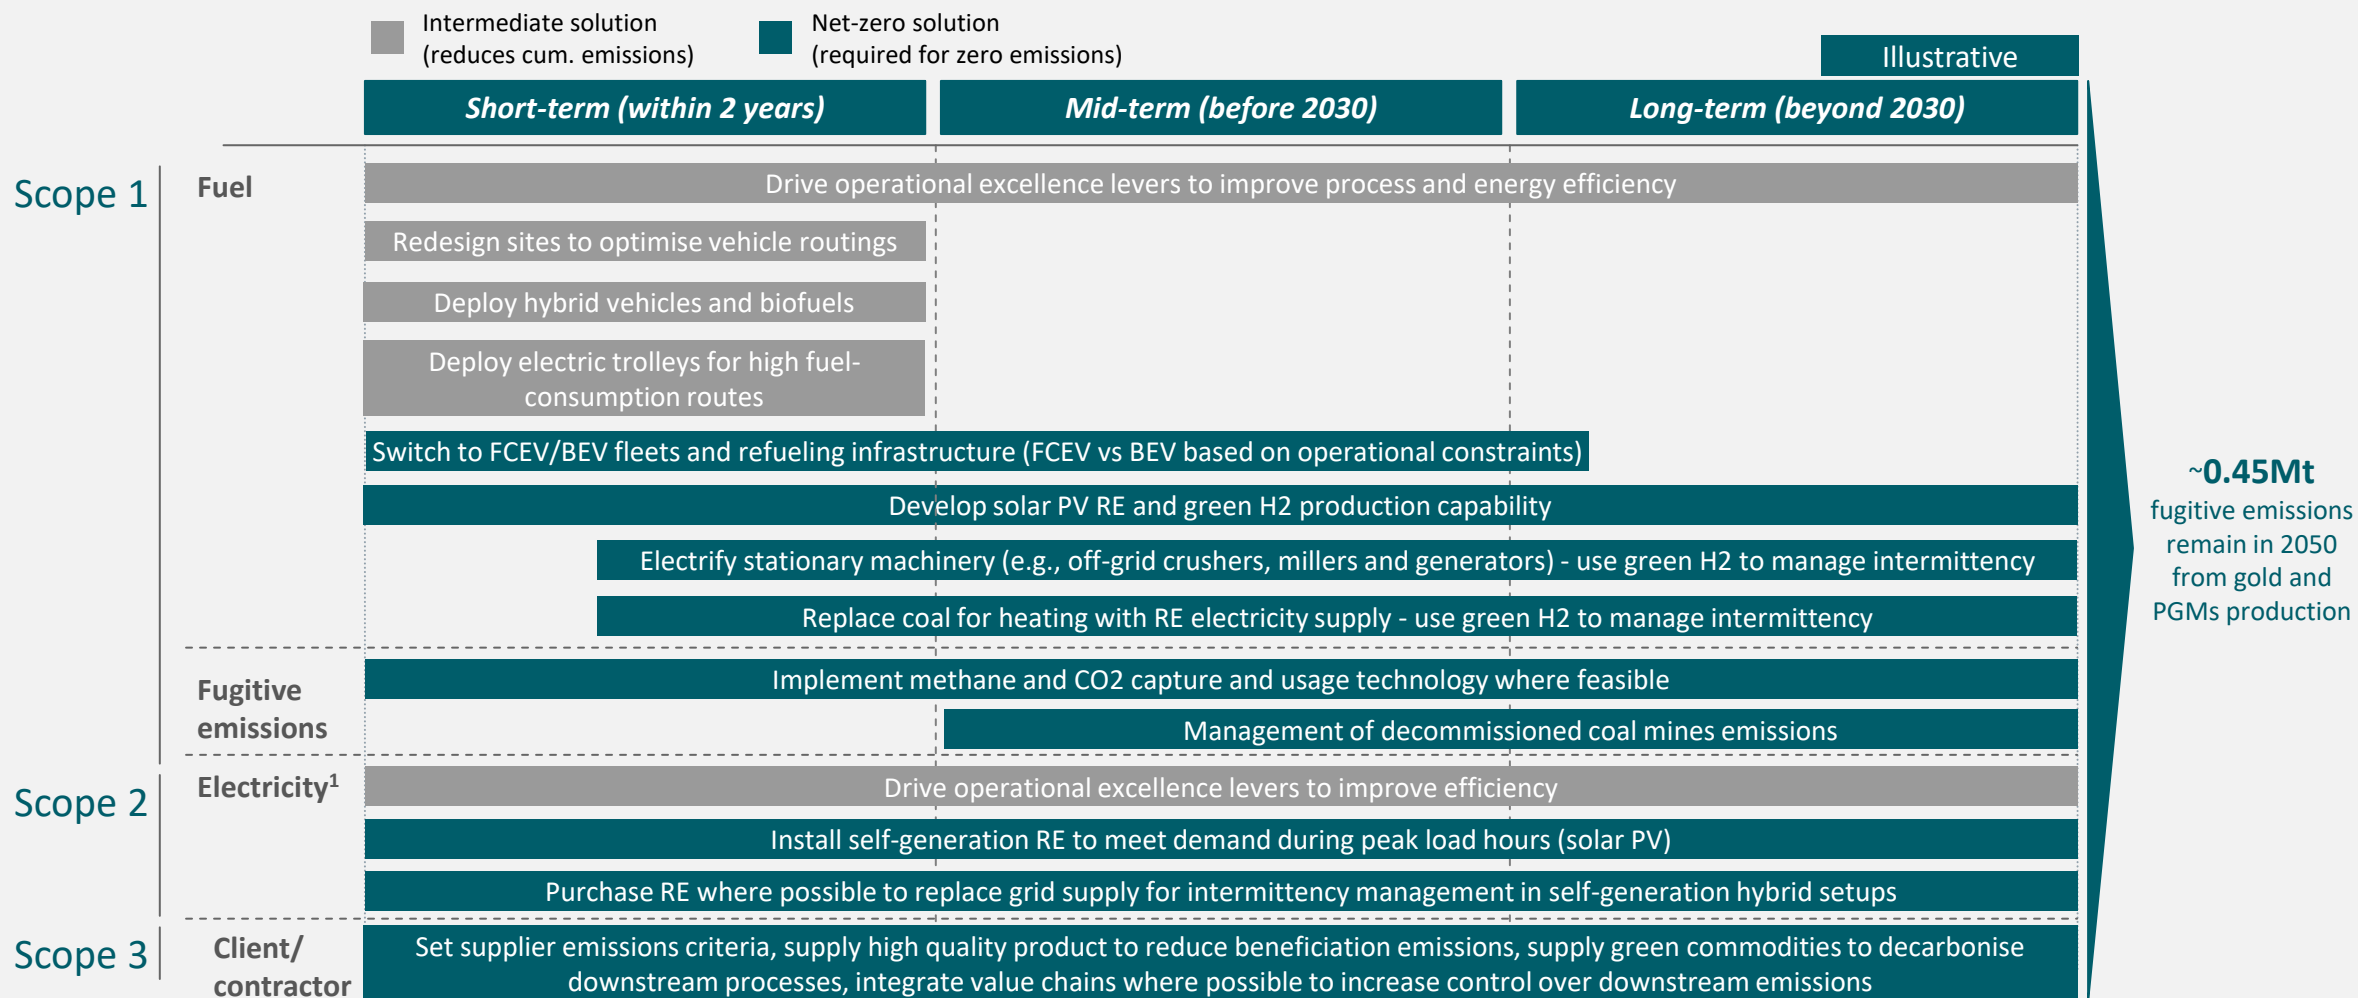 Intermediate solution
(reduces cum. emissions)
Net-zero solution
(required for zero emissions)
Illustrative
Short-term (within 2 years)
Mid-term (before 2030)
Long-term (beyond 2030)
Scope 1
Fuel
Drive operational excellence levers to improve process and energy efficiency
Redesign sites to optimise vehicle routings
Deploy hybrid vehicles and biofuels
Deploy electric trolleys for high fuel-
consumption routes
Switch to FCEV/BEV fleets and refueling infrastructure (FCEV vs BEV based on operational constraints)
Develop solar PV RE and green H2 production capability
Electrify stationary machinery (e.g., off-grid crushers, millers and generators) - use green H2 to manage intermittency
Replace coal for heating with RE electricity supply - use green H2 to manage intermittency
Fugitive
emissions
Implement methane and CO2 capture and usage technology where feasible
Management of decommissioned coal mines emissions
Scope 2
Electricity¹
Drive operational excellence levers to improve efficiency
Install self-generation RE to meet demand during peak load hours (solar PV)
Purchase RE where possible to replace grid supply for intermittency management in self-generation hybrid setups
Scope 3
Client/
contractor
Set supplier emissions criteria, supply high quality product to reduce beneficiation emissions, supply green commodities to decarbonise
downstream processes, integrate value chains where possible to increase control over downstream emissions
~0.45Mt
fugitive emissions
remain in 2050
from gold and
PGMs production